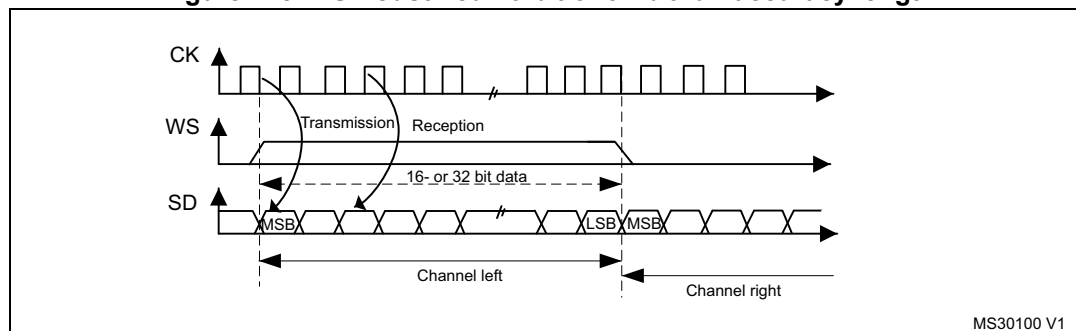 CK
WS
Transmission
Reception
16- or 32 bit data
SD
MSB
LSB
MSB
Channel left
Channel right
MS30100 V1